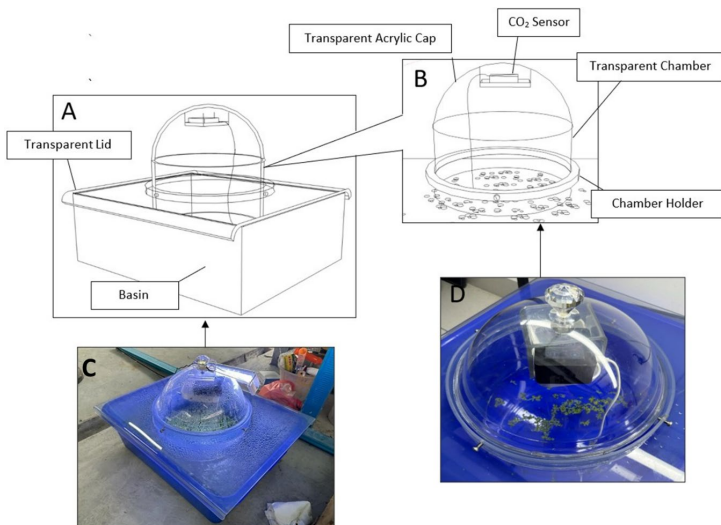 CO₂ Sensor
Transparent Acrylic Cap
Transparent Chamber
B
A
Transparent Lid
Chamber Holder
Basin
D
C